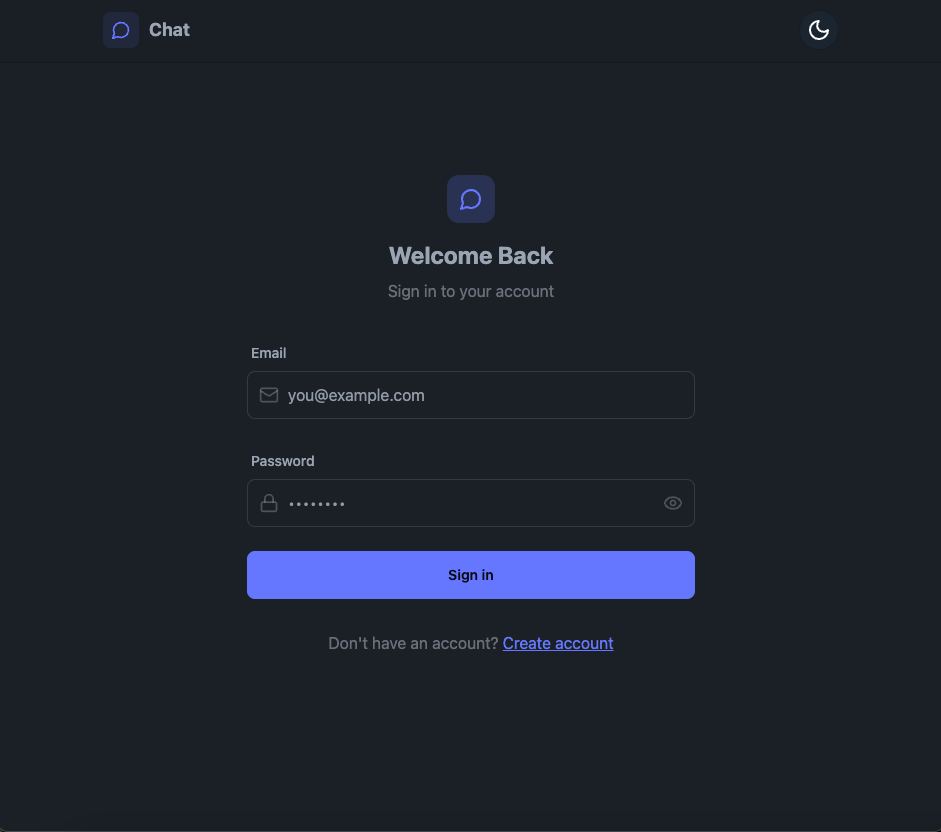 Chat
Welcome Back
Sign in to your account
Email
you@example.com
Password
••••••••
Sign in
Don't have an account? Create account